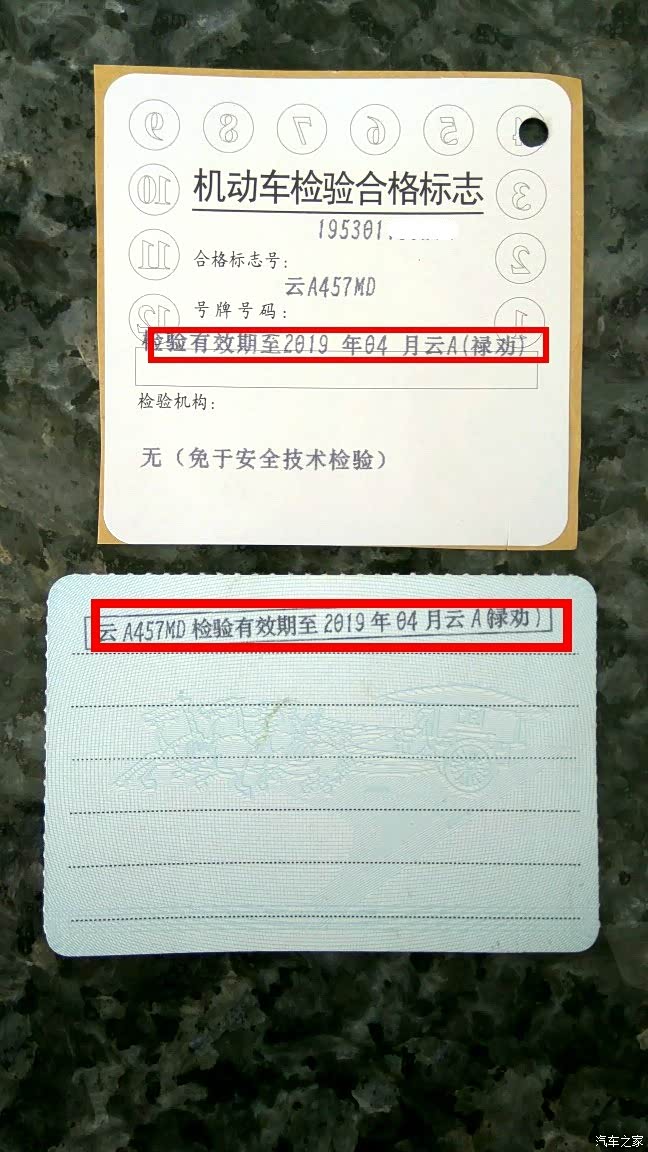 9 8 7 6 5 4
10 3
机动车检验合格标志
195301.
11 2
合格标志号:
云A457MD
12 1
号牌号码:
检验有效期至2019 年04 月云A(禄劝)
检验机构:
无(免于安全技术检验)
云A457MD 检验有效期至 2019 年 04 月云 A(禄劝)
汽车之家